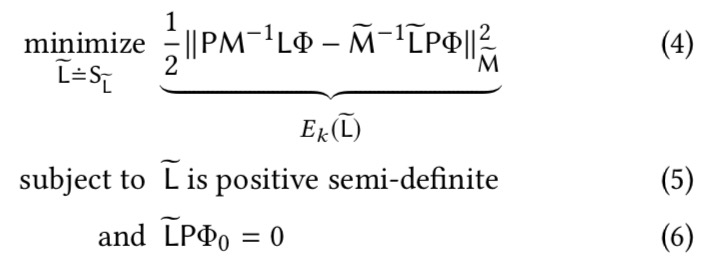 minimize 1/2 ‖PM⁻¹LΦ − M̃⁻¹L̃PΦ‖²_M̃ (4)
L̃≐S_L̃
E_k(L̃)
subject to L̃ is positive semi-definite (5)
and L̃PΦ₀ = 0 (6)